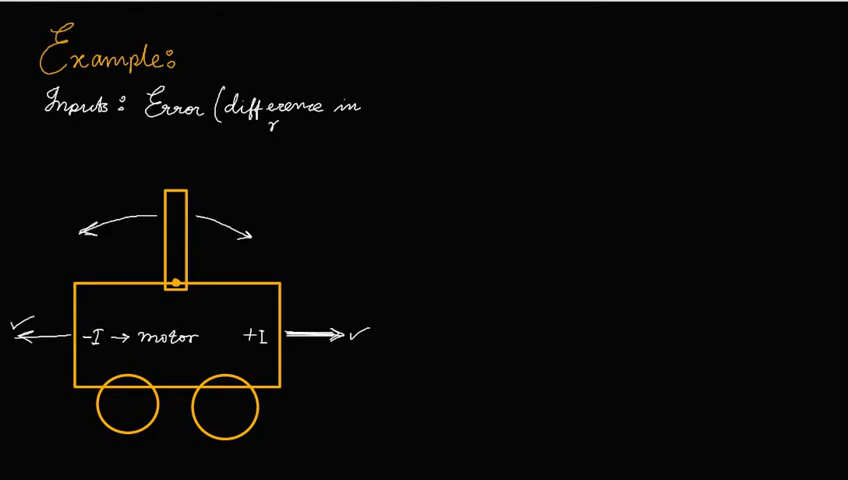 Example:
Inputs: Error (difference in
r
-I → motor +I